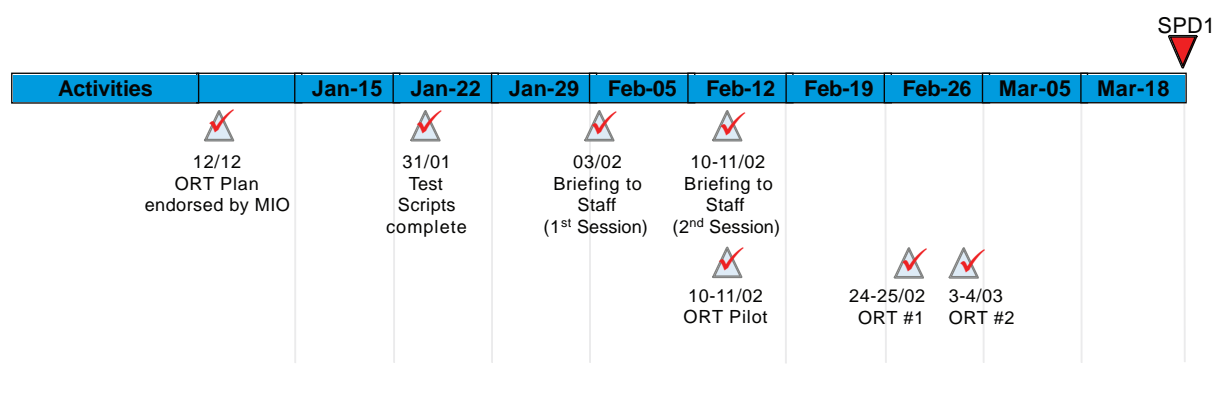 SPD1
Activities Jan-15 Jan-22 Jan-29 Feb-05 Feb-12 Feb-19 Feb-26 Mar-05 Mar-18
12/12
ORT Plan
endorsed by MIO
31/01
Test
Scripts
complete
03/02
Briefing to
Staff
(1st Session)
10-11/02
Briefing to
Staff
(2nd Session)
10-11/02
ORT Pilot
24-25/02
ORT #1
3-4/03
ORT #2